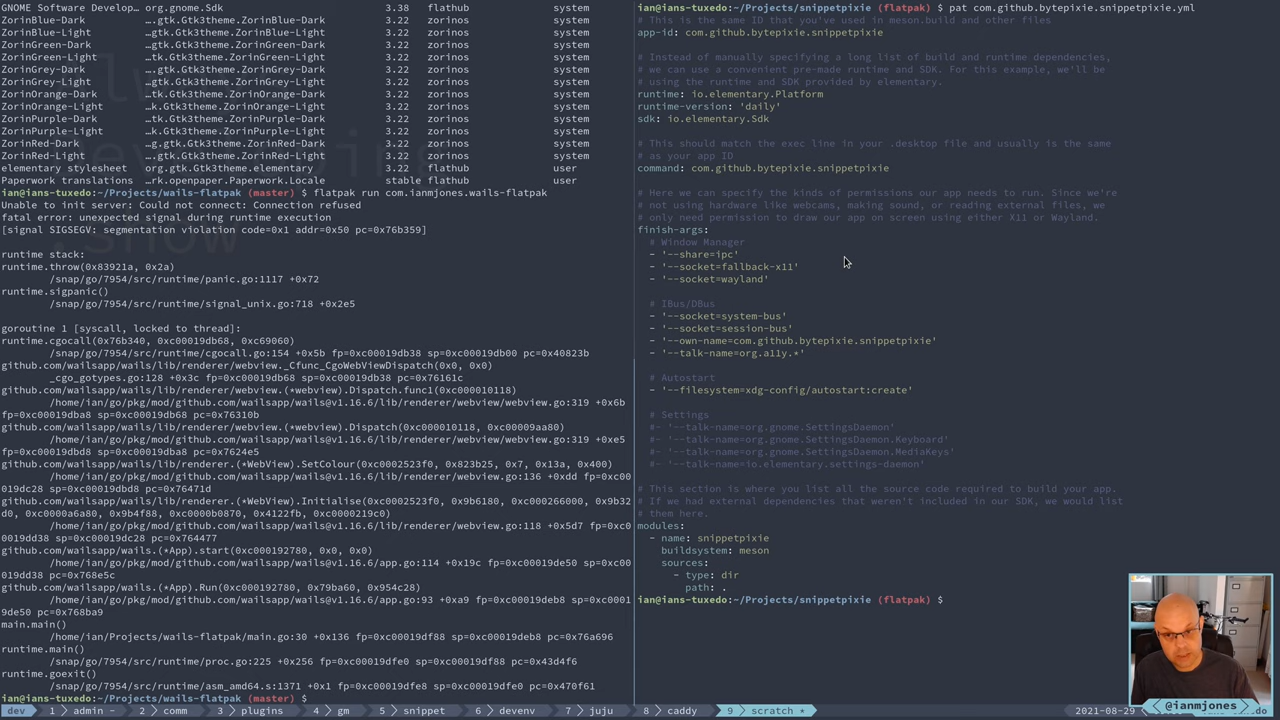 GNOME Software Develop… org.gnome.Sdk 3.38 flathub system
ZorinBlue-Dark …gtk.Gtk3theme.ZorinBlue-Dark 3.22 zorinos system
ZorinBlue-Light …tk.Gtk3theme.ZorinBlue-Light 3.22 zorinos system
ZorinGreen-Dark …tk.Gtk3theme.ZorinGreen-Dark 3.22 zorinos system
ZorinGreen-Light …k.Gtk3theme.ZorinGreen-Light 3.22 zorinos system
ZorinGrey-Dark …gtk.Gtk3theme.ZorinGrey-Dark 3.22 zorinos system
ZorinGrey-Light …tk.Gtk3theme.ZorinGrey-Light 3.22 zorinos system
ZorinOrange-Dark …k.Gtk3theme.ZorinOrange-Dark 3.22 zorinos system
ZorinOrange-Light ….Gtk3theme.ZorinOrange-Light 3.22 zorinos system
ZorinPurple-Dark …k.Gtk3theme.ZorinPurple-Dark 3.22 zorinos system
ZorinPurple-Light ….Gtk3theme.ZorinPurple-Light 3.22 zorinos system
ZorinRed-Dark ….gtk.Gtk3theme.ZorinRed-Dark 3.22 zorinos system
ZorinRed-Light …gtk.Gtk3theme.ZorinRed-Light 3.22 zorinos system
elementary stylesheet …rg.gtk.Gtk3theme.elementary 3.22 flathub user
Paperwork translations …rk.openpaper.Paperwork.Locale stable flathub user
ian@ians-tuxedo:~/Projects/wails-flatpak (master) $ flatpak run com.ianmjones.wails-flatpak
Unable to init server: Could not connect: Connection refused
fatal error: unexpected signal during runtime execution
[signal SIGSEGV: segmentation violation code=0x1 addr=0x50 pc=0x76b359]
runtime stack:
runtime.throw(0x83921a, 0x2a)
/snap/go/7954/src/runtime/panic.go:1117 +0x72
runtime.sigpanic()
/snap/go/7954/src/runtime/signal_unix.go:718 +0x2e5
goroutine 1 [syscall, locked to thread]:
runtime.cgocall(0x76b340, 0xc00019db68, 0xc69060)
/snap/go/7954/src/runtime/cgocall.go:154 +0x5b fp=0xc00019db38 sp=0xc00019db00 pc=0x40823b
github.com/wailsapp/wails/lib/renderer/webview._Cfunc_CgoWebViewDispatch(0x0, 0x0)
_cgo_gotypes.go:128 +0x3c fp=0xc00019db68 sp=0xc00019db38 pc=0x76161c
github.com/wailsapp/wails/lib/renderer/webview.(*webview).Dispatch.func1(0xc000010118)
/home/ian/go/pkg/mod/github.com/wailsapp/wails@v1.16.6/lib/renderer/webview/webview.go:319 +0x6b
fp=0xc00019dba8 sp=0xc00019db68 pc=0x76310b
github.com/wailsapp/wails/lib/renderer/webview.(*webview).Dispatch(0xc000010118, 0xc00009aa80)
/home/ian/go/pkg/mod/github.com/wailsapp/wails@v1.16.6/lib/renderer/webview/webview.go:319 +0xe5
fp=0xc00019dbd8 sp=0xc00019dba8 pc=0x7624e5
github.com/wailsapp/wails/lib/renderer.(*WebView).SetColour(0xc0002523f0, 0x823b25, 0x7, 0x13a, 0x400)
/home/ian/go/pkg/mod/github.com/wailsapp/wails@v1.16.6/lib/renderer/webview.go:136 +0xdd fp=0xc00
019dc28 sp=0xc00019dbd8 pc=0x76471d
github.com/wailsapp/wails/lib/renderer.(*WebView).Initialise(0xc0002523f0, 0x9b6180, 0xc000266000, 0x9b32
d0, 0xc0000a6a80, 0x9b4f88, 0xc0000b0870, 0x4122fb, 0xc0000219c0)
/home/ian/go/pkg/mod/github.com/wailsapp/wails@v1.16.6/lib/renderer/webview.go:118 +0x5d7 fp=0xc00
019dd38 sp=0xc00019dc28 pc=0x764477
github.com/wailsapp/wails.(*App).start(0xc000192780, 0x0, 0x0)
/home/ian/go/pkg/mod/github.com/wailsapp/wails@v1.16.6/app.go:114 +0x19c fp=0xc00019de50 sp=0xc00
019dd38 pc=0x768e5c
github.com/wailsapp/wails.(*App).Run(0xc000192780, 0x79ba60, 0x954c28)
/home/ian/go/pkg/mod/github.com/wailsapp/wails@v1.16.6/app.go:93 +0xa9 fp=0xc00019deb8 sp=0xc0001
9de50 pc=0x768ba9
main.main()
/home/ian/Projects/wails-flatpak/main.go:30 +0x136 fp=0xc00019df88 sp=0xc00019deb8 pc=0x76a696
runtime.main()
/snap/go/7954/src/runtime/proc.go:225 +0x256 fp=0xc00019dfe0 sp=0xc00019df88 pc=0x43d4f6
runtime.goexit()
/snap/go/7954/src/runtime/asm_amd64.s:1371 +0x1 fp=0xc00019dfe8 sp=0xc00019dfe0 pc=0x470f61
ian@ians-tuxedo:~/Projects/wails-flatpak (master) $
ian@ians-tuxedo:~/Projects/snippetpixie (flatpak) $ pat com.github.bytepixie.snippetpixie.yml
# This is the same ID that you've used in meson.build and other files
app-id: com.github.bytepixie.snippetpixie
# Instead of manually specifying a long list of build and runtime dependencies,
# we can use a convenient pre-made runtime and SDK. For this example, we'll be
# using the runtime and SDK provided by elementary.
runtime: io.elementary.Platform
runtime-version: 'daily'
sdk: io.elementary.Sdk
# This should match the exec line in your .desktop file and usually is the same
# as your app ID
command: com.github.bytepixie.snippetpixie
# Here we can specify the kinds of permissions our app needs to run. Since we're
# not using hardware like webcams, making sound, or reading external files, we
# only need permission to draw our app on screen using either X11 or Wayland.
finish-args:
# Window Manager
- '--share=ipc'
- '--socket=fallback-x11'
- '--socket=wayland'
# IBus/DBus
- '--socket=system-bus'
- '--socket=session-bus'
- '--own-name=com.github.bytepixie.snippetpixie'
- '--talk-name=org.a11y.*'
# Autostart
- '--filesystem=xdg-config/autostart:create'
# Settings
#- '--talk-name=org.gnome.SettingsDaemon'
#- '--talk-name=org.gnome.SettingsDaemon.Keyboard'
#- '--talk-name=org.gnome.SettingsDaemon.MediaKeys'
#- '--talk-name=io.elementary.settings-daemon'
# This section is where you list all the source code required to build your app.
# If we had external dependencies that weren't included in our SDK, we would list
# them here.
modules:
- name: snippetpixie
buildsystem: meson
sources:
- type: dir
path: .
ian@ians-tuxedo:~/Projects/snippetpixie (flatpak) $
dev 1 admin - 2 comm 3 plugins 4 gm 5 snippet 6 devenv 7 juju 8 caddy 9 scratch * 2021-08-29
@ianmjones